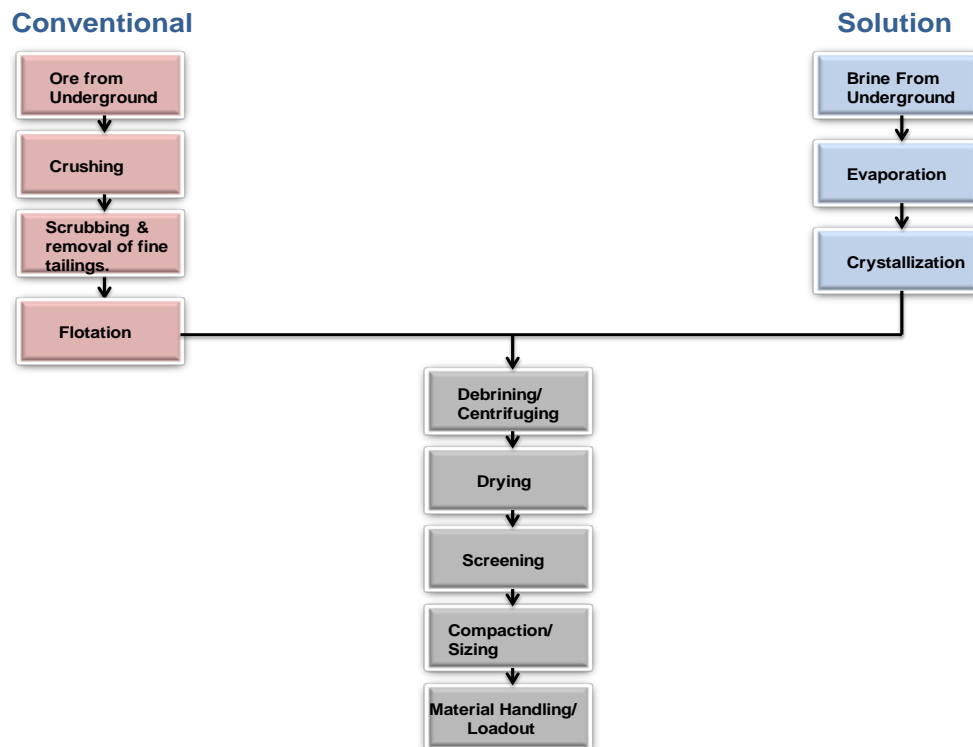 Conventional
Solution
Ore from
Underground
Crushing
Scrubbing &
removal of fine
tailings.
Flotation
Brine From
Underground
Evaporation
Crystallization
Debrining/
Centrifuging
Drying
Screening
Compaction/
Sizing
Material Handling/
Loadout